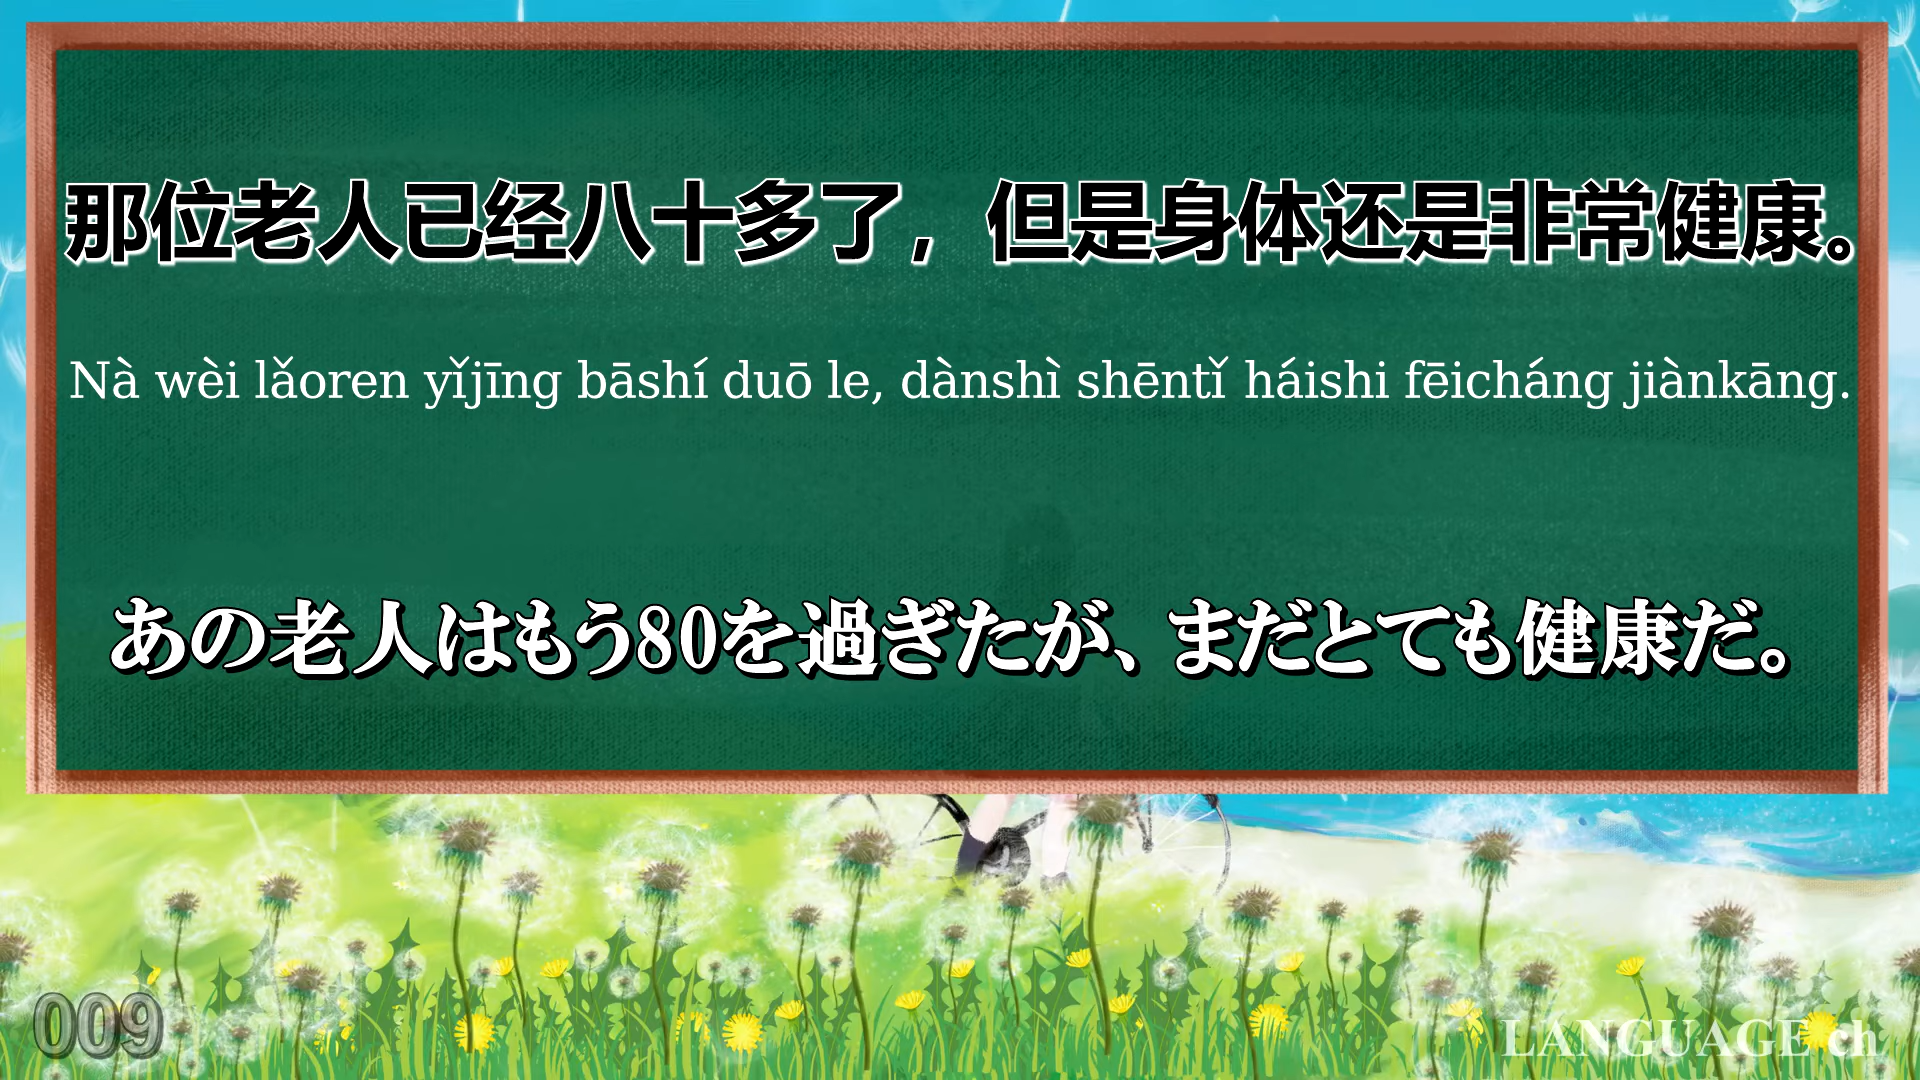 那位老人已经八十多了，但是身体还是非常健康。
Nà wèi lǎoren yǐjīng bāshí duō le, dànshì shēntǐ háishi fēicháng jiànkāng.
あの老人はもう80を過ぎたが、まだとても健康だ。
009
LANGUAGE ch